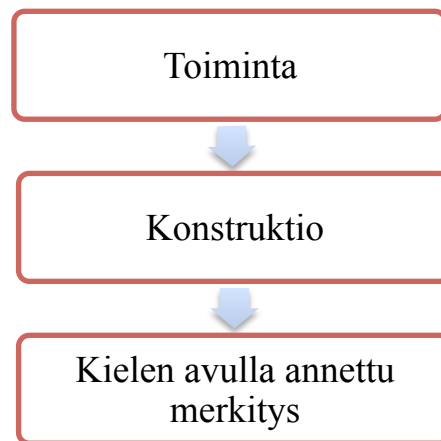 Toiminta
Konstruktio
Kielen avulla annettu
merkitys